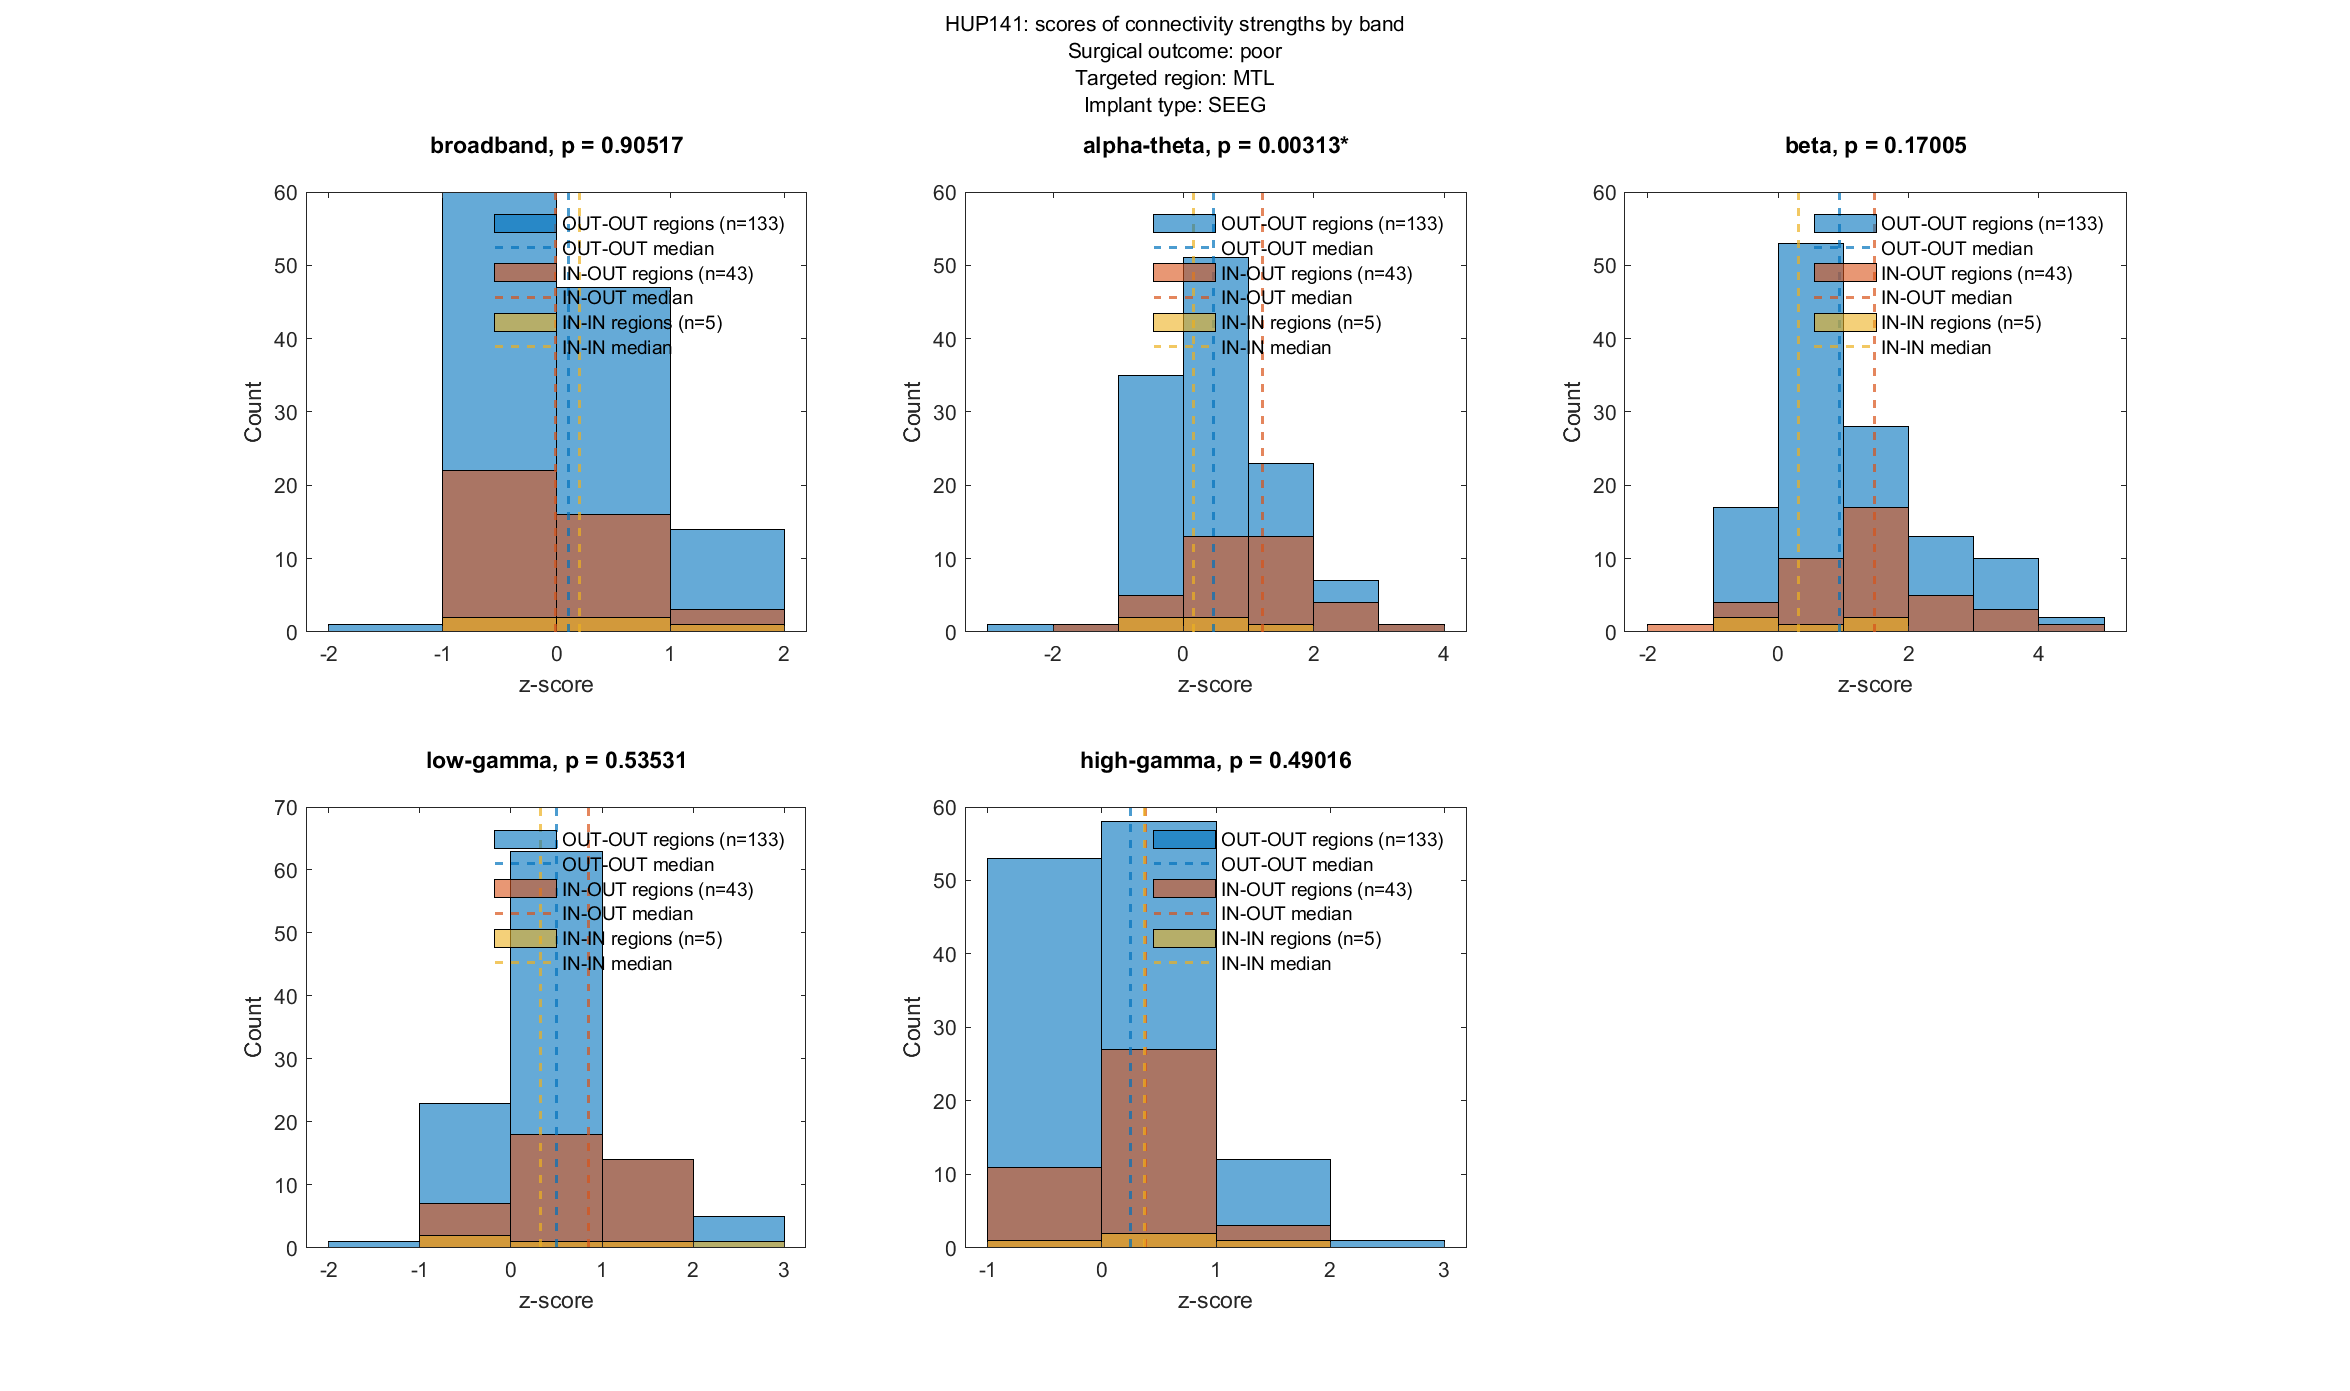 HUP141: scores of connectivity strengths by band
Surgical outcome: poor
Targeted region: MTL
Implant type: SEEG
broadband, p = 0.90517
60
50
40
30
20
10
0
Count
OUT-OUT regions (n=133)
OUT-OUT median
IN-OUT regions (n=43)
IN-OUT median
IN-IN regions (n=5)
IN-IN median
-2 -1 0 1 2
z-score
alpha-theta, p = 0.00313*
60
50
40
30
20
10
0
Count
OUT-OUT regions (n=133)
OUT-OUT median
IN-OUT regions (n=43)
IN-OUT median
IN-IN regions (n=5)
IN-IN median
-2 0 2 4
z-score
beta, p = 0.17005
60
50
40
30
20
10
0
Count
OUT-OUT regions (n=133)
OUT-OUT median
IN-OUT regions (n=43)
IN-OUT median
IN-IN regions (n=5)
IN-IN median
-2 0 2 4
z-score
low-gamma, p = 0.53531
70
60
50
40
30
20
10
0
Count
OUT-OUT regions (n=133)
OUT-OUT median
IN-OUT regions (n=43)
IN-OUT median
IN-IN regions (n=5)
IN-IN median
-2 -1 0 1 2 3
z-score
high-gamma, p = 0.49016
60
50
40
30
20
10
0
Count
OUT-OUT regions (n=133)
OUT-OUT median
IN-OUT regions (n=43)
IN-OUT median
IN-IN regions (n=5)
IN-IN median
-1 0 1 2 3
z-score